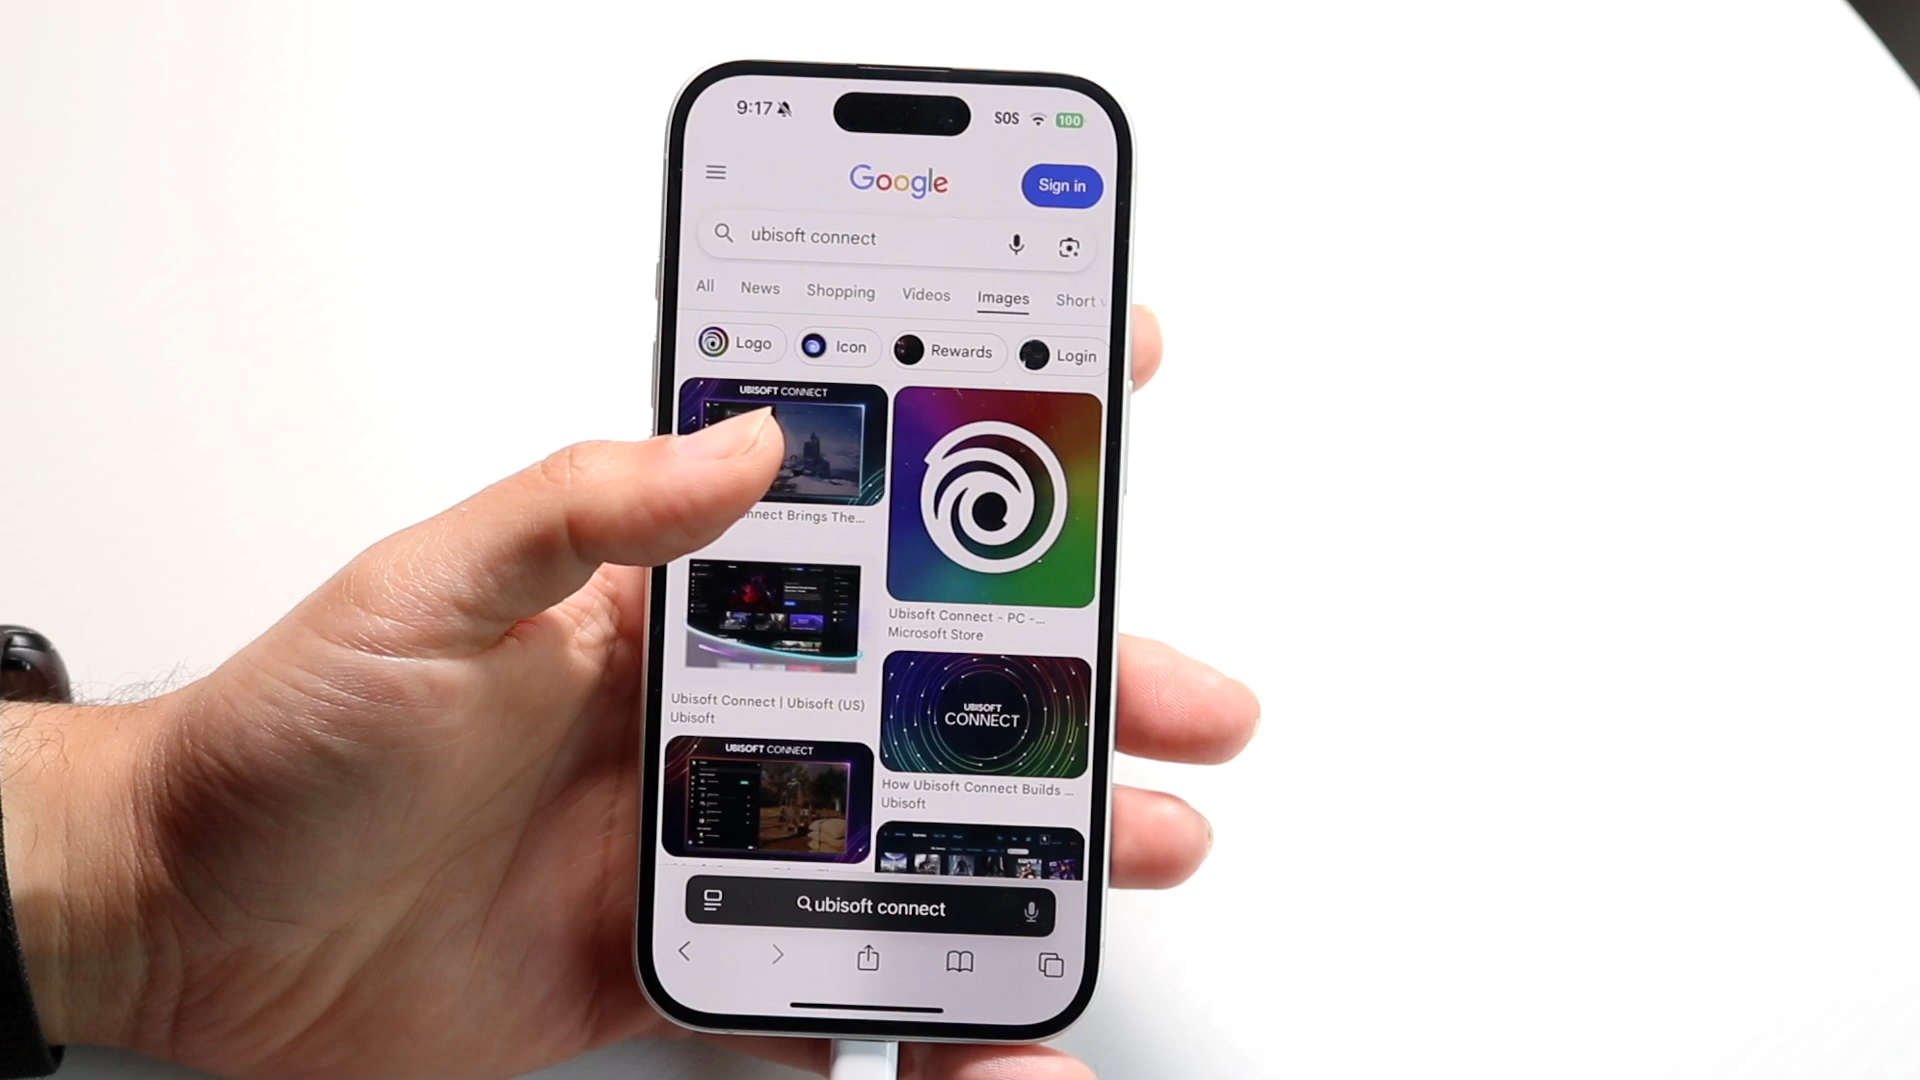 9:17
SOS
100
Google
Sign in
ubisoft connect
All News Shopping Videos Images Short
Logo Icon Rewards Login
UBISOFT CONNECT
nnect Brings The...
Ubisoft Connect - PC -...
Microsoft Store
Ubisoft Connect | Ubisoft (US)
Ubisoft
UBISOFT
CONNECT
How Ubisoft Connect Builds ...
Ubisoft
UBISOFT CONNECT
ubisoft connect